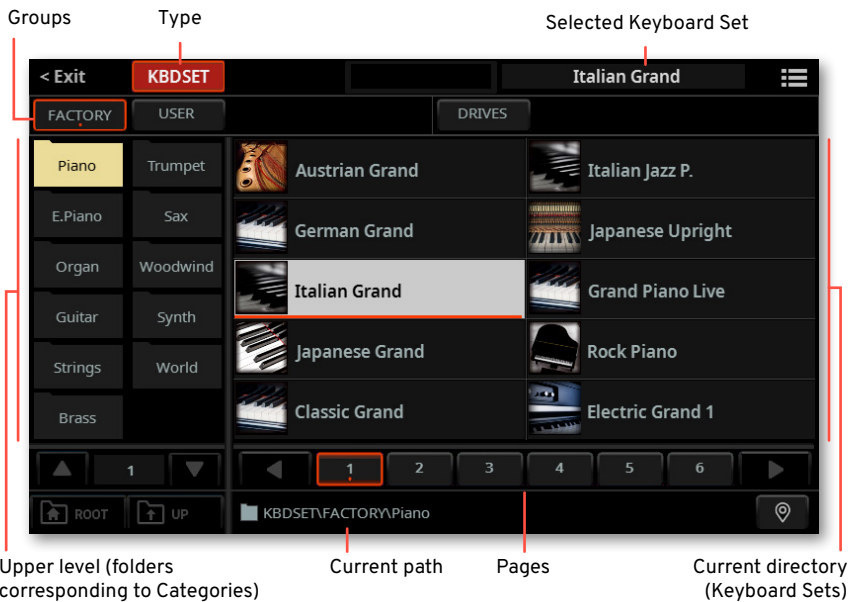 Groups
Type
Selected Keyboard Set
< Exit
KBDSET
Italian Grand
FACTORY
USER
DRIVES
Piano
Trumpet
Austrian Grand
Italian Jazz P.
E.Piano
Sax
German Grand
Japanese Upright
Organ
Woodwind
Italian Grand
Grand Piano Live
Guitar
Synth
Japanese Grand
Rock Piano
Strings
World
Classic Grand
Electric Grand 1
Brass
1
1
2
3
4
5
6
ROOT
UP
KBDSET\FACTORY\Piano
Upper level (folders
corresponding to Categories)
Current path
Pages
Current directory
(Keyboard Sets)